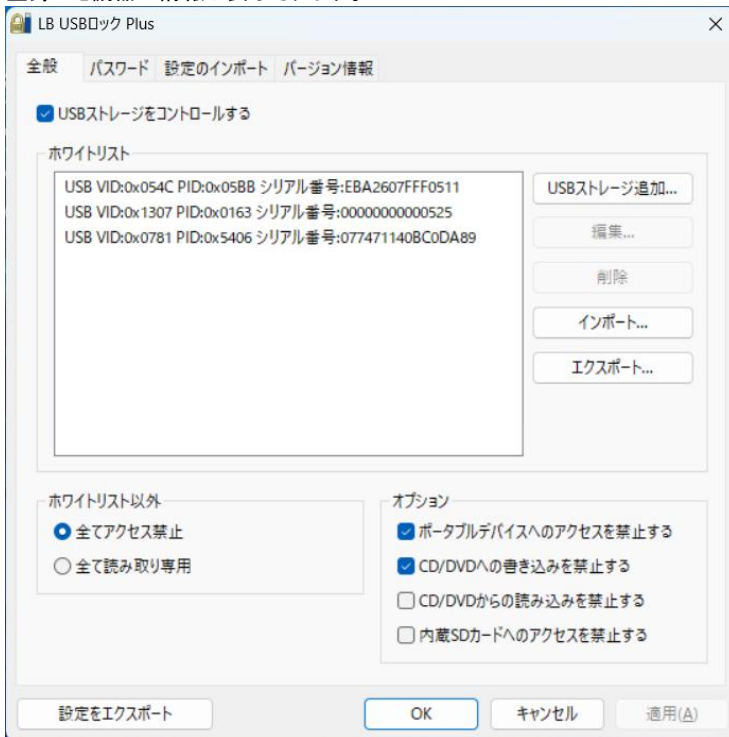 LB USBロック Plus
全般 パスワード 設定のインポート バージョン情報
USBストレージをコントロールする
ホワイトリスト
USB VID:0x054C PID:0x05BB シリアル番号:EBA2607FFF0511
USB VID:0x1307 PID:0x0163 シリアル番号:00000000000525
USB VID:0x0781 PID:0x5406 シリアル番号:077471140BC0DA89
USBストレージ追加...
編集...
削除
インポート...
エクスポート...
ホワイトリスト以外
全てアクセス禁止
全て読み取り専用
オプション
ポータブルデバイスへのアクセスを禁止する
CD/DVDへの書き込みを禁止する
CD/DVDからの読み込みを禁止する
内蔵SDカードへのアクセスを禁止する
設定をエクスポート OK キャンセル 適用(A)